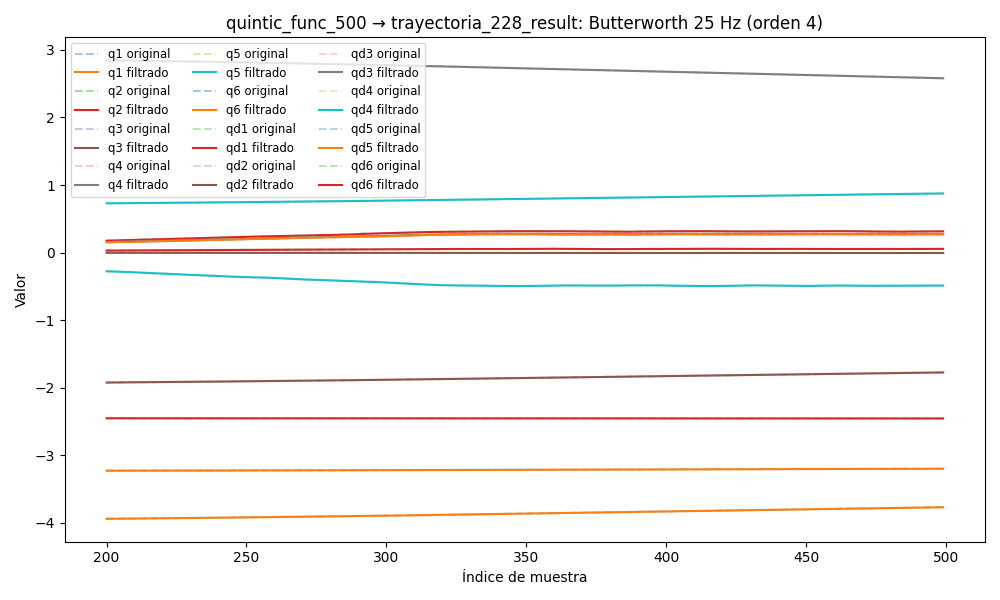 quintic_func_500 → trayectoria_228_result: Butterworth 25 Hz (orden 4)
q1 original
q1 filtrado
q2 original
q2 filtrado
q3 original
q3 filtrado
q4 original
q4 filtrado
q5 original
q5 filtrado
q6 original
q6 filtrado
qd1 original
qd1 filtrado
qd2 original
qd2 filtrado
qd3 original
qd3 filtrado
qd4 original
qd4 filtrado
qd5 original
qd5 filtrado
qd6 original
qd6 filtrado
Valor
3
2
1
0
−1
−2
−3
−4
200
250
300
350
400
450
500
Índice de muestra